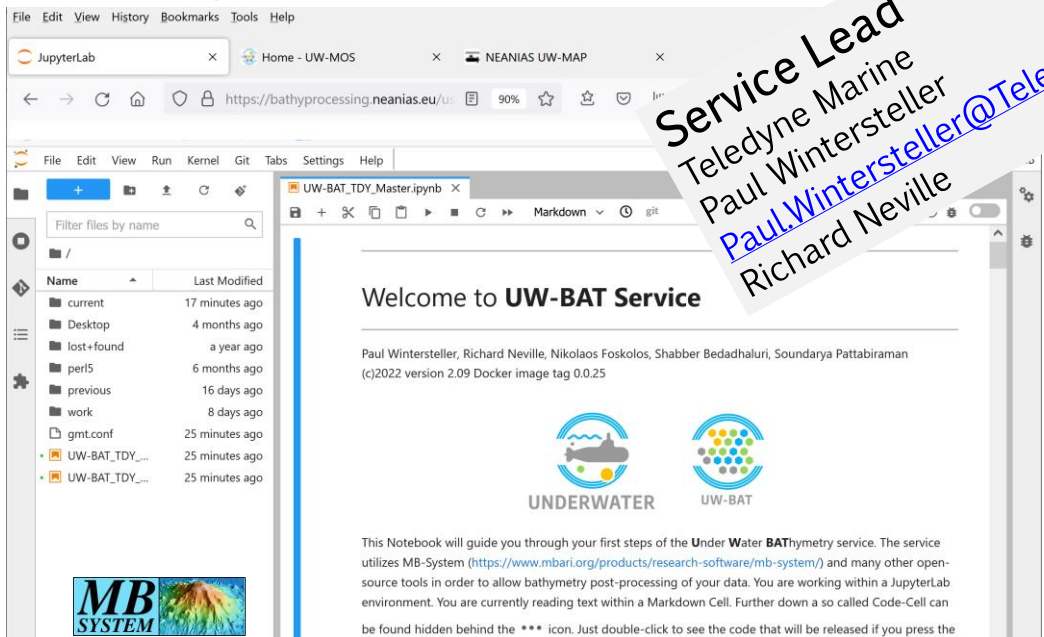 File Edit View History Bookmarks Tools Help
JupyterLab
Home - UW-MOS
NEANIAS UW-MAP
https://bathyprocessing.neanias.eu/us
90%
Service Lead
Teledyne Marine
Paul Wintersteller
Paul.Wintersteller@Tele
Richard Neville
File Edit View Run Kernel Git Tabs Settings Help
UW-BAT_TDY_Master.ipynb
Markdown
git
Filter files by name
/
Name Last Modified
current 17 minutes ago
Desktop 4 months ago
lost+found a year ago
perl5 6 months ago
previous 16 days ago
work 8 days ago
gmt.conf 25 minutes ago
UW-BAT_TDY_... 25 minutes ago
UW-BAT_TDY_... 25 minutes ago
MB
SYSTEM
Welcome to UW-BAT Service
Paul Wintersteller, Richard Neville, Nikolaos Foskolos, Shabber Bedadhaluri, Soundarya Pattabiraman
(c)2022 version 2.09 Docker image tag 0.0.25
UNDERWATER
UW-BAT
This Notebook will guide you through your first steps of the Under Water BAThymetry service. The service
utilizes MB-System (https://www.mbari.org/products/research-software/mb-system/) and many other open-
source tools in order to allow bathymetry post-processing of your data. You are working within a JupyterLab
environment. You are currently reading text within a Markdown Cell. Further down a so called Code-Cell can
be found hidden behind the ••• icon. Just double-click to see the code that will be released if you press the